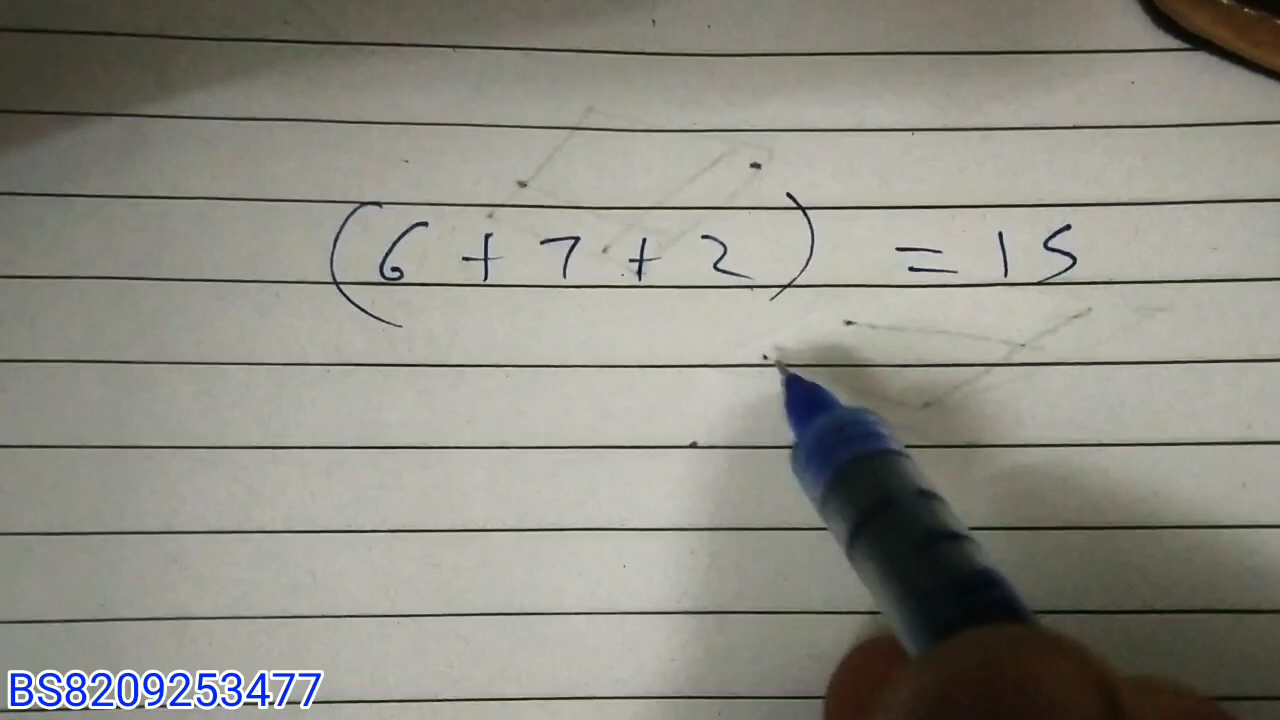 (6 + 7 + 2) = 15
BS8209253477